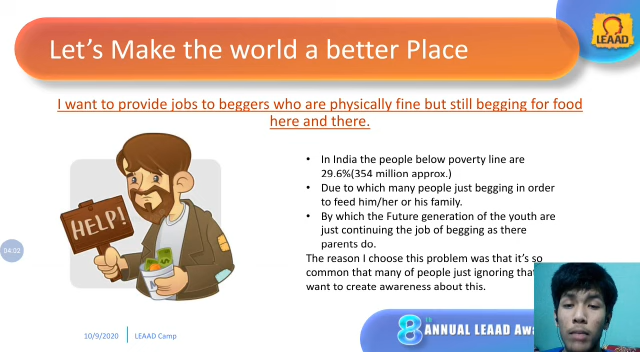 Let's Make the world a better Place
LEAAD
I want to provide jobs to beggers who are physically fine but still begging for food
here and there.
HELP!
• In India the people below poverty line are
29.6%(354 million approx.)
• Due to which many people just begging in order
to feed him/her or his family.
• By which the Future generation of the youth are
just continuing the job of begging as there
parents do.
The reason I choose this problem was that it's so
common that many of people just ignoring that
want to create awareness about this.
04:02
10/9/2020
LEAAD Camp
8TH ANNUAL LEAAD Awa